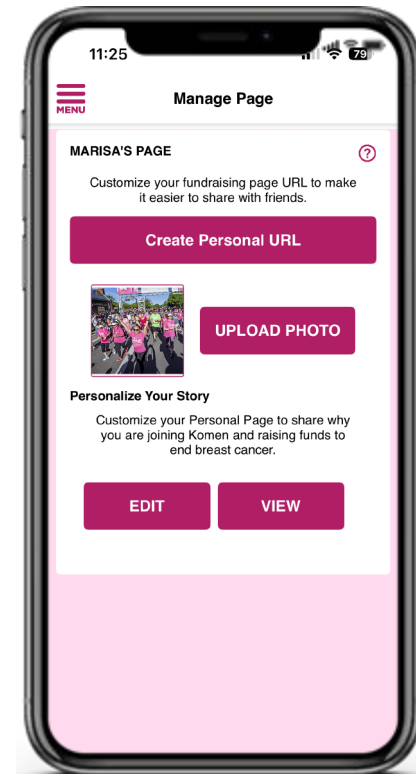 11:25
79
MENU
Manage Page
MARISA'S PAGE
?
Customize your fundraising page URL to make
it easier to share with friends.
Create Personal URL
UPLOAD PHOTO
Personalize Your Story
Customize your Personal Page to share why
you are joining Komen and raising funds to
end breast cancer.
EDIT
VIEW